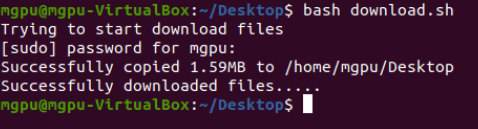 mgpu@mgpu-VirtualBox:~/Desktop$ bash download.sh
Trying to start download files
[sudo] password for mgpu:
Successfully copied 1.59MB to /home/mgpu/Desktop
Successfully downloaded files.....
mgpu@mgpu-VirtualBox:~/Desktop$